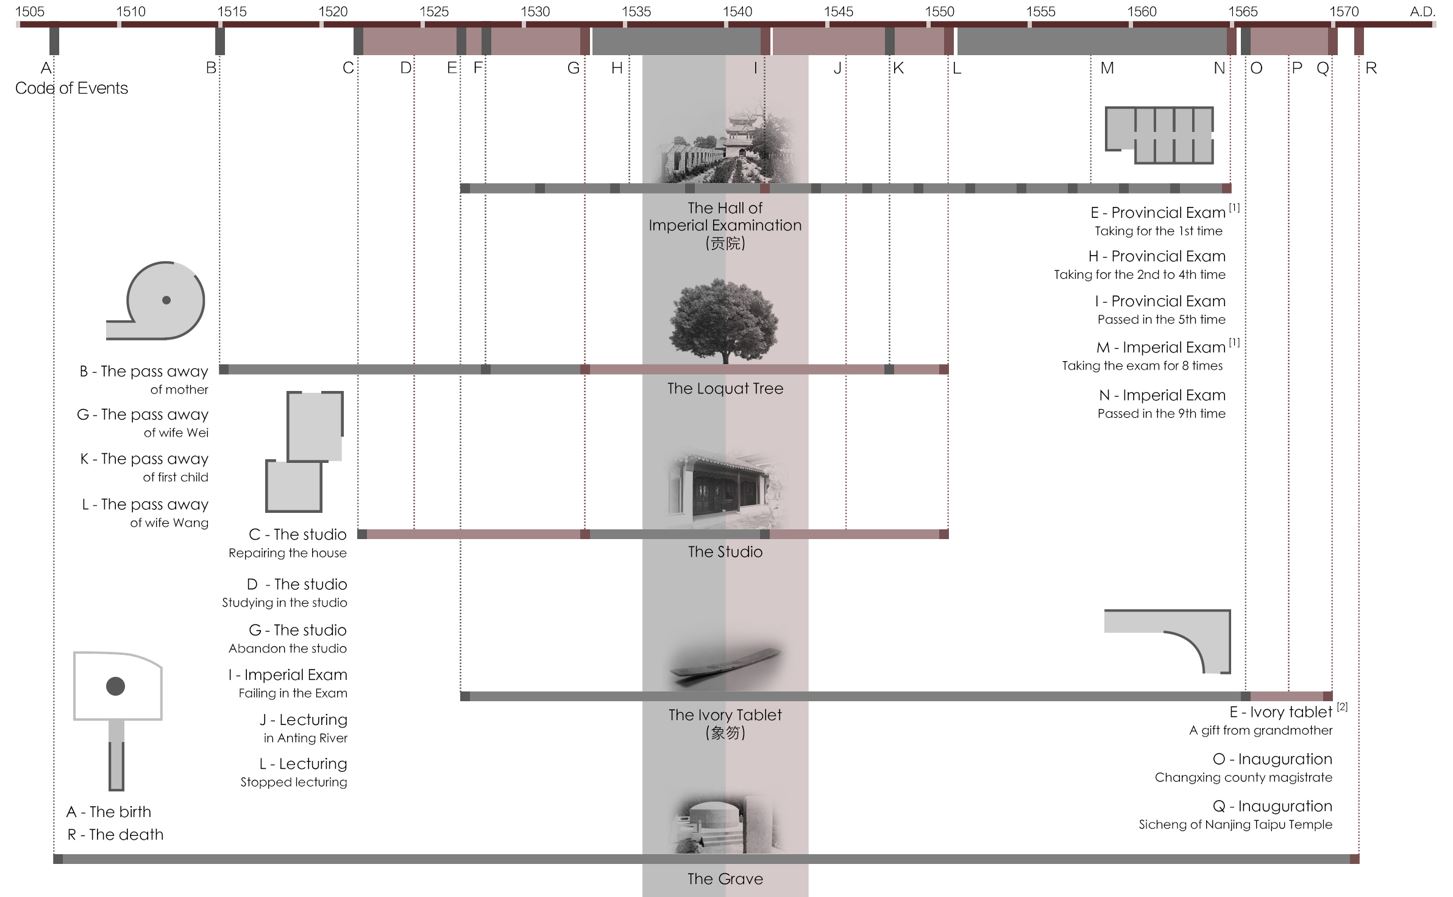 1505 1510 1515 1520 1525 1530 1535 1540 1545 1550 1555 1560 1565 1570 A.D.
A B C D E F G H I J K L M N O P Q R
Code of Events
The Hall of
Imperial Examination
(贡院)
E - Provincial Exam [1]
Taking for the 1st time
H - Provincial Exam
Taking for the 2nd to 4th time
I - Provincial Exam
Passed in the 5th time
M - Imperial Exam [1]
Taking the exam for 8 times
N - Imperial Exam
Passed in the 9th time
The Loquat Tree
B - The pass away
of mother
G - The pass away
of wife Wei
K - The pass away
of first child
L - The pass away
of wife Wang
The Studio
C - The studio
Repairing the house
D - The studio
Studying in the studio
G - The studio
Abandon the studio
I - Imperial Exam
Failing in the Exam
J - Lecturing
in Anting River
L - Lecturing
Stopped lecturing
The Ivory Tablet
(象笏)
E - Ivory tablet [2]
A gift from grandmother
O - Inauguration
Changxing county magistrate
Q - Inauguration
Sicheng of Nanjing Taipu Temple
A - The birth
R - The death
The Grave